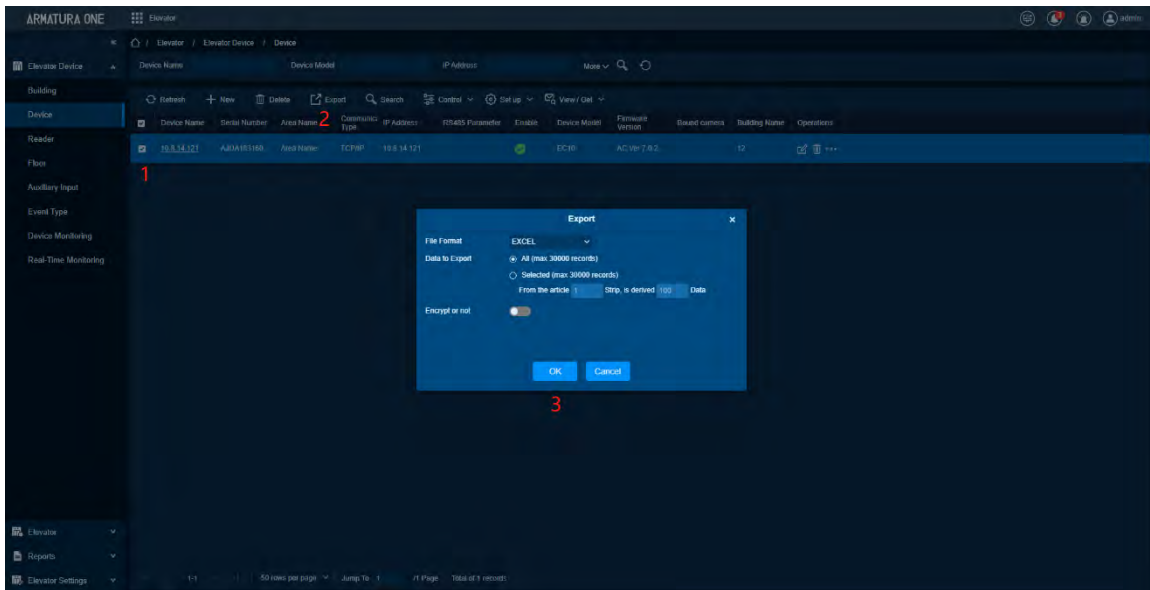 ARMATURA ONE
Elevator
admin
Elevator / Elevator Device / Device
Elevator Device
Device Name
Device Model
IP Address
More
Building
Refresh
New
Delete
Export
Search
Control
Set up
View / Get
Device
2
Device Name
Serial Number
Area Name
Communic
Type
IP Address
RS485 Parameter
Enable
Device Model
Firmware
Version
Bound camera
Building Name
Operations
Reader
10.8.14.121
Area Name
TCP/IP
10.8.14.121
EC10
12
Floor
1
Auxiliary Input
Event Type
Device Monitoring
Real-Time Monitoring
Export
File Format
EXCEL
Data to Export
All (max 30000 records)
Selected (max 30000 records)
From the article 1 Strip, is derived 100 Data
Encrypt or not
OK
Cancel
3
Elevator
Reports
Elevator Settings
1-1
50 rows per page
Jump To 1 /1 Page
Total of 1 records